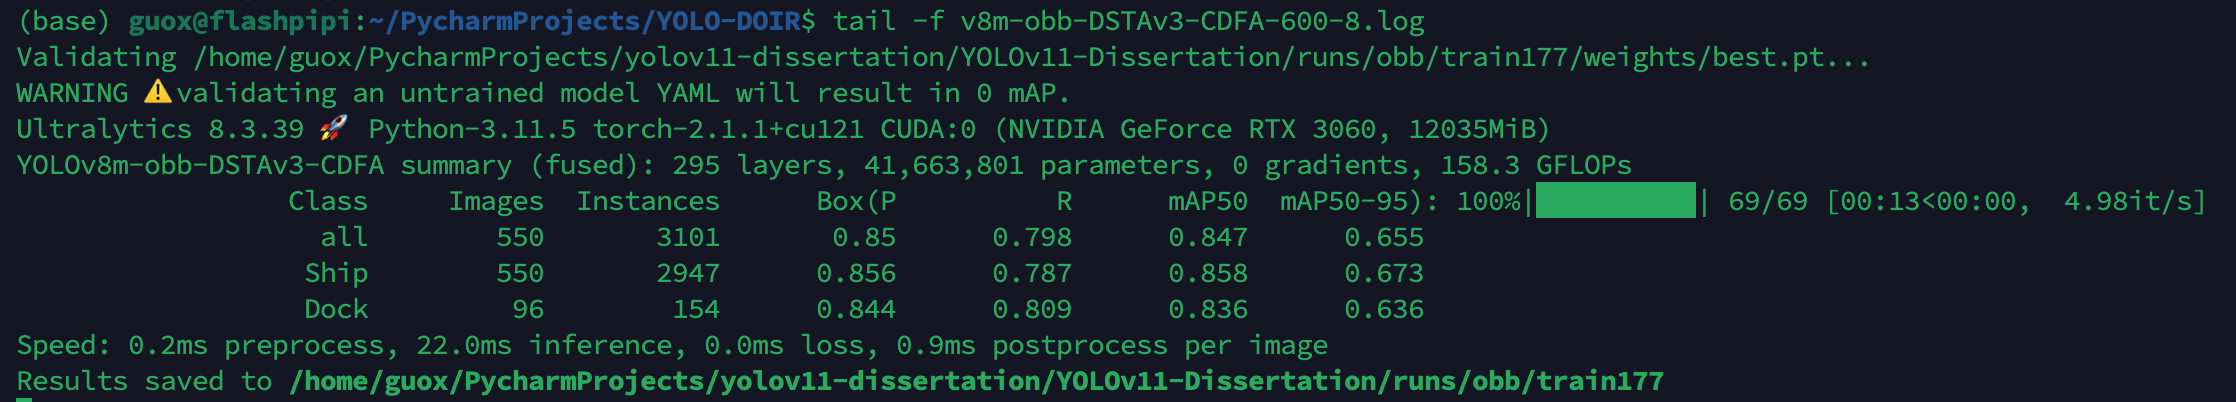 (base) guox@flashpipi:~/PycharmProjects/YOLO-DOIR$ tail -f v8m-obb-DSTAv3-CDFA-600-8.log
Validating /home/guox/PycharmProjects/yolov11-dissertation/YOLOv11-Dissertation/runs/obb/train177/weights/best.pt...
WARNING ⚠️ validating an untrained model YAML will result in 0 mAP.
Ultralytics 8.3.39 🚀 Python-3.11.5 torch-2.1.1+cu121 CUDA:0 (NVIDIA GeForce RTX 3060, 12035MiB)
YOLOv8m-obb-DSTAv3-CDFA summary (fused): 295 layers, 41,663,801 parameters, 0 gradients, 158.3 GFLOPs
Class Images Instances Box(P R mAP50 mAP50-95): 100%|██████████| 69/69 [00:13<00:00, 4.98it/s]
all 550 3101 0.85 0.798 0.847 0.655
Ship 550 2947 0.856 0.787 0.858 0.673
Dock 96 154 0.844 0.809 0.836 0.636
Speed: 0.2ms preprocess, 22.0ms inference, 0.0ms loss, 0.9ms postprocess per image
Results saved to /home/guox/PycharmProjects/yolov11-dissertation/YOLOv11-Dissertation/runs/obb/train177